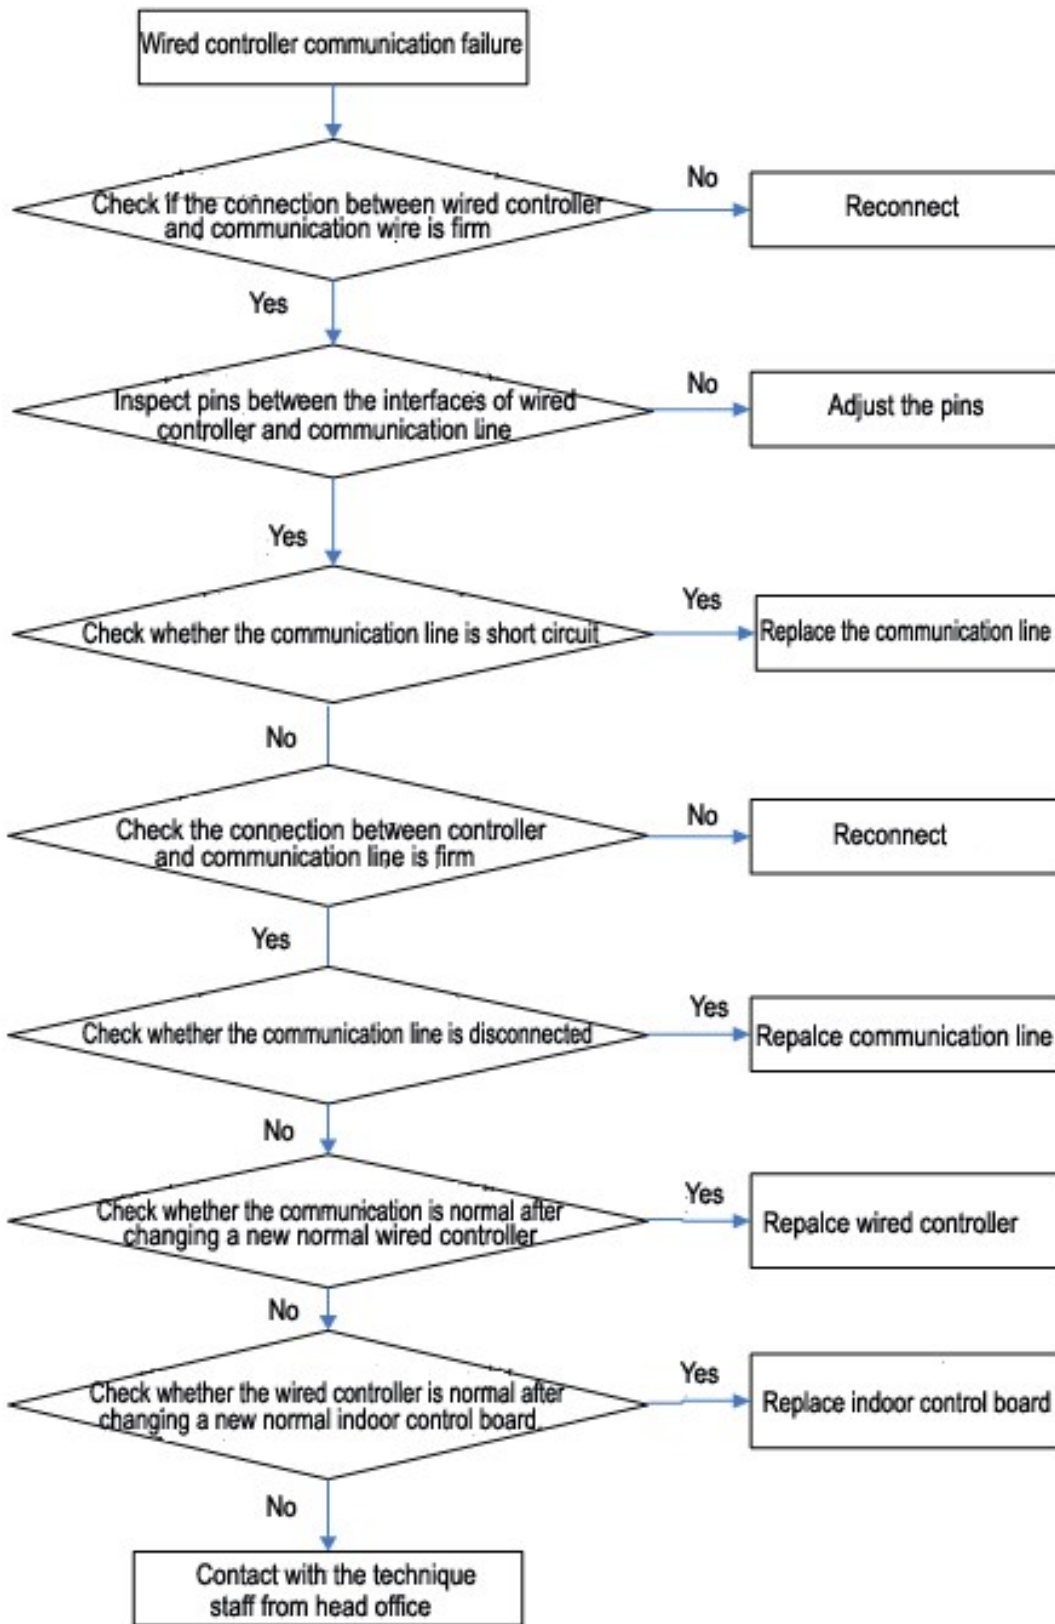 Wired controller communication failure
Check if the connection between wired controller
and communication wire is firm
No
Reconnect
Yes
Inspect pins between the interfaces of wired
controller and communication line
No
Adjust the pins
Yes
Check whether the communication line is short circuit
Yes
Replace the communication line
No
Check the connection between controller
and communication line is firm
No
Reconnect
Yes
Check whether the communication line is disconnected
Yes
Repalce communication line
No
Check whether the communication is normal after
changing a new normal wired controller
Yes
Repalce wired controller
No
Check whether the wired controller is normal after
changing a new normal indoor control board
Yes
Replace indoor control board
No
Contact with the technique
staff from head office